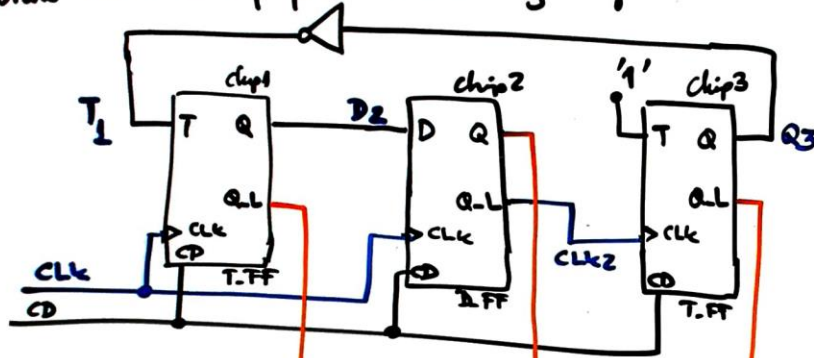 chip1
chip2
'1'
chip3
T1
T
Q
D2
D
Q
T
Q
Q3
Q_L
Q_L
Q_L
CLK
CLK
CLK
CD
CLK2
CLK
T_FF
CD
CD
CD
D_FF
T_FF